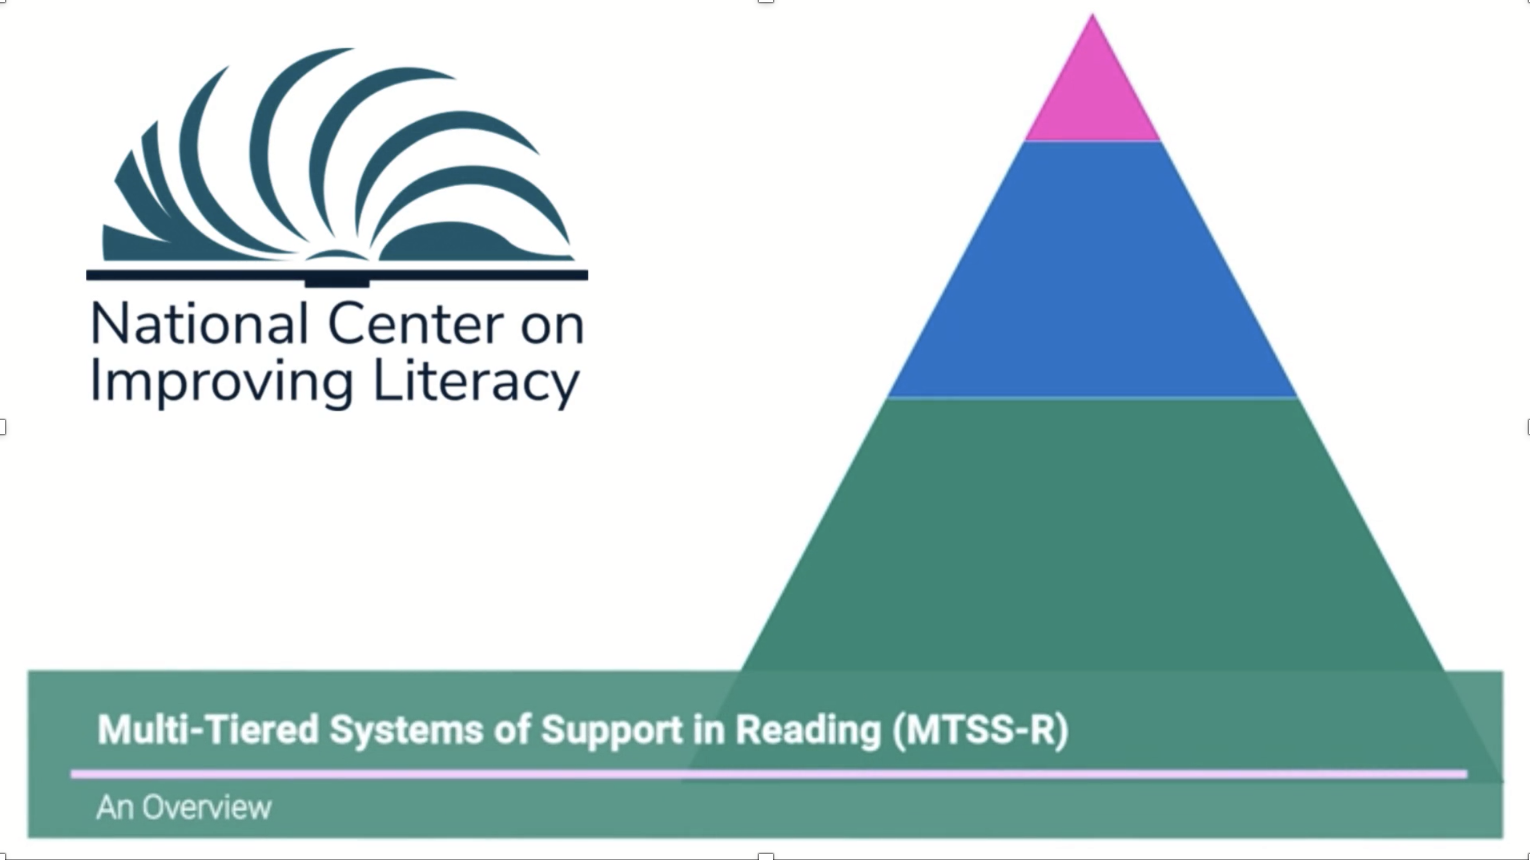 National Center on
Improving Literacy
Multi-Tiered Systems of Support in Reading (MTSS-R)
An Overview